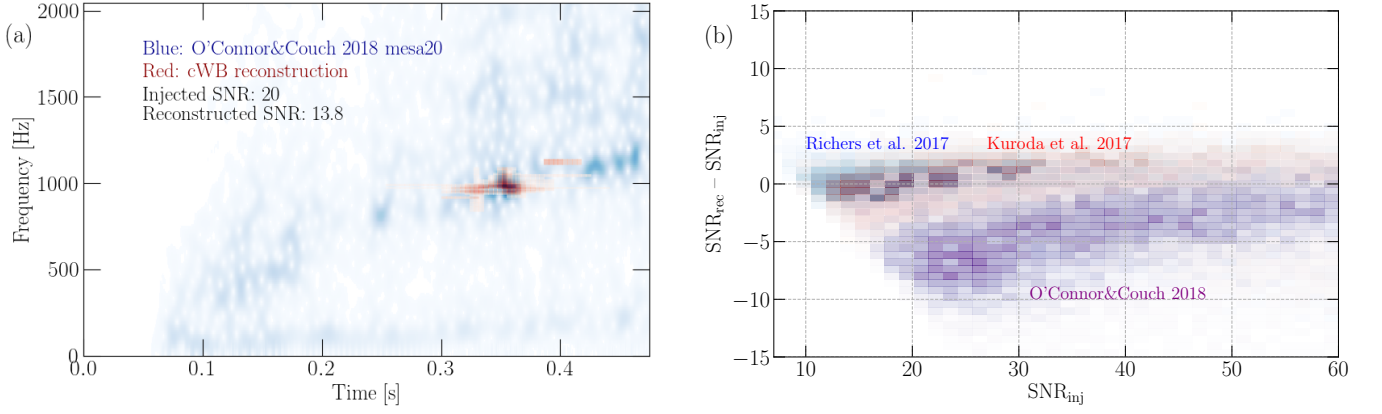 (a)
Blue: O'Connor&Couch 2018 mesa20
Red: cWB reconstruction
Injected SNR: 20
Reconstructed SNR: 13.8
2000
1500
1000
500
0
Frequency [Hz]
0.0
0.1
0.2
0.3
0.4
Time [s]
(b)
Richers et al. 2017
Kuroda et al. 2017
O'Connor&Couch 2018
15
10
5
0
−5
−10
−15
SNRrec − SNRinj
10
20
30
40
50
60
SNRinj